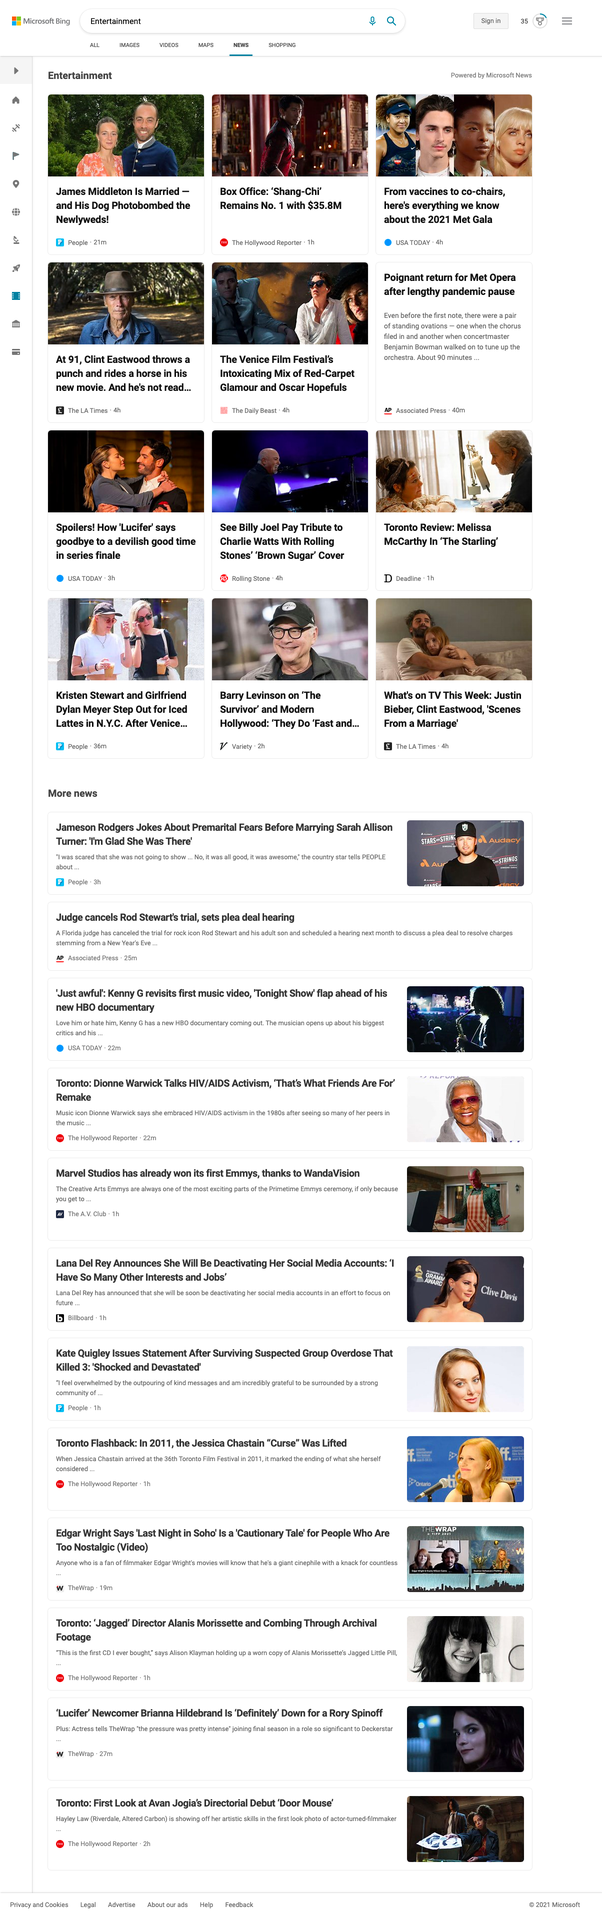 Microsoft Bing
Entertainment
Sign in
35
ALL
IMAGES
VIDEOS
MAPS
NEWS
SHOPPING
Entertainment
Powered by Microsoft News
James Middleton Is Married —
and His Dog Photobombed the
Newlyweds!
People · 21m
Box Office: ‘Shang-Chi’
Remains No. 1 with $35.8M
The Hollywood Reporter · 1h
From vaccines to co-chairs,
here's everything we know
about the 2021 Met Gala
USA TODAY · 4h
At 91, Clint Eastwood throws a
punch and rides a horse in his
new movie. And he's not read...
The LA Times · 4h
The Venice Film Festival’s
Intoxicating Mix of Red-Carpet
Glamour and Oscar Hopefuls
The Daily Beast · 4h
Poignant return for Met Opera
after lengthy pandemic pause
Even before the first note, there were a pair
of standing ovations — one when the chorus
filed in and another when concertmaster
Benjamin Bowman walked on to tune up the
orchestra. About 90 minutes ...
AP Associated Press · 40m
Spoilers! How 'Lucifer' says
goodbye to a devilish good time
in series finale
USA TODAY · 3h
See Billy Joel Pay Tribute to
Charlie Watts With Rolling
Stones’ ‘Brown Sugar’ Cover
Rolling Stone · 4h
Toronto Review: Melissa
McCarthy In ‘The Starling’
Deadline · 1h
Kristen Stewart and Girlfriend
Dylan Meyer Step Out for Iced
Lattes in N.Y.C. After Venice...
People · 36m
Barry Levinson on ‘The
Survivor’ and Modern
Hollywood: ‘They Do ‘Fast and...
Variety · 2h
What's on TV This Week: Justin
Bieber, Clint Eastwood, 'Scenes
From a Marriage'
The LA Times · 4h
More news
Jameson Rodgers Jokes About Premarital Fears Before Marrying Sarah Allison
Turner: 'I'm Glad She Was There'
"I was scared that she was not going to show ... No, it was all good, it was awesome," the country star tells PEOPLE
about ...
People · 3h
STARS STRINGS
Audacy
Judge cancels Rod Stewart's trial, sets plea deal hearing
A Florida judge has canceled the trial for rock icon Rod Stewart and his adult son and scheduled a hearing next month to discuss a plea deal to resolve charges
stemming from a New Year's Eve ...
AP Associated Press · 25m
'Just awful': Kenny G revisits first music video, 'Tonight Show' flap ahead of his
new HBO documentary
Love him or hate him, Kenny G has a new HBO documentary coming out. The musician opens up about his biggest
critics and his ...
USA TODAY · 22m
Toronto: Dionne Warwick Talks HIV/AIDS Activism, ‘That’s What Friends Are For’
Remake
Music icon Dionne Warwick says she embraced HIV/AIDS activism in the 1980s after seeing so many of her peers in
the music ...
The Hollywood Reporter · 22m
Marvel Studios has already won its first Emmys, thanks to WandaVision
The Creative Arts Emmys are always one of the most exciting parts of the Primetime Emmys ceremony, if only because
you get to ...
The A.V. Club · 1h
Lana Del Rey Announces She Will Be Deactivating Her Social Media Accounts: ‘I
Have So Many Other Interests and Jobs’
Lana Del Rey has announced that she will be soon be deactivating her social media accounts in an effort to focus on
future ...
Billboard · 1h
Clive Davis
Kate Quigley Issues Statement After Surviving Suspected Group Overdose That
Killed 3: 'Shocked and Devastated'
"I feel overwhelmed by the outpouring of kind messages and am incredibly grateful to be surrounded by a strong
community of ...
People · 1h
Toronto Flashback: In 2011, the Jessica Chastain “Curse” Was Lifted
When Jessica Chastain arrived at the 36th Toronto Film Festival in 2011, it marked the ending of what she herself
considered ...
The Hollywood Reporter · 1h
Edgar Wright Says 'Last Night in Soho' Is a 'Cautionary Tale' for People Who Are
Too Nostalgic (Video)
Anyone who is a fan of filmmaker Edgar Wright's movies will know that he's a giant cinephile with a knack for countless
...
TheWrap · 19m
THEWRAP
Toronto: ‘Jagged’ Director Alanis Morissette and Combing Through Archival
Footage
“This is the first CD I ever bought,” says Alison Klayman holding up a worn copy of Alanis Morissette’s Jagged Little Pill,
...
The Hollywood Reporter · 1h
‘Lucifer’ Newcomer Brianna Hildebrand Is ‘Definitely’ Down for a Rory Spinoff
Plus: Actress tells TheWrap "the pressure was pretty intense" joining final season in a role so significant to Deckerstar
...
TheWrap · 27m
Toronto: First Look at Avan Jogia’s Directorial Debut ‘Door Mouse’
Hayley Law (Riverdale, Altered Carbon) is showing off her artistic skills in the first look photo of actor-turned-filmmaker
...
The Hollywood Reporter · 2h
Privacy and Cookies
Legal
Advertise
About our ads
Help
Feedback
© 2021 Microsoft